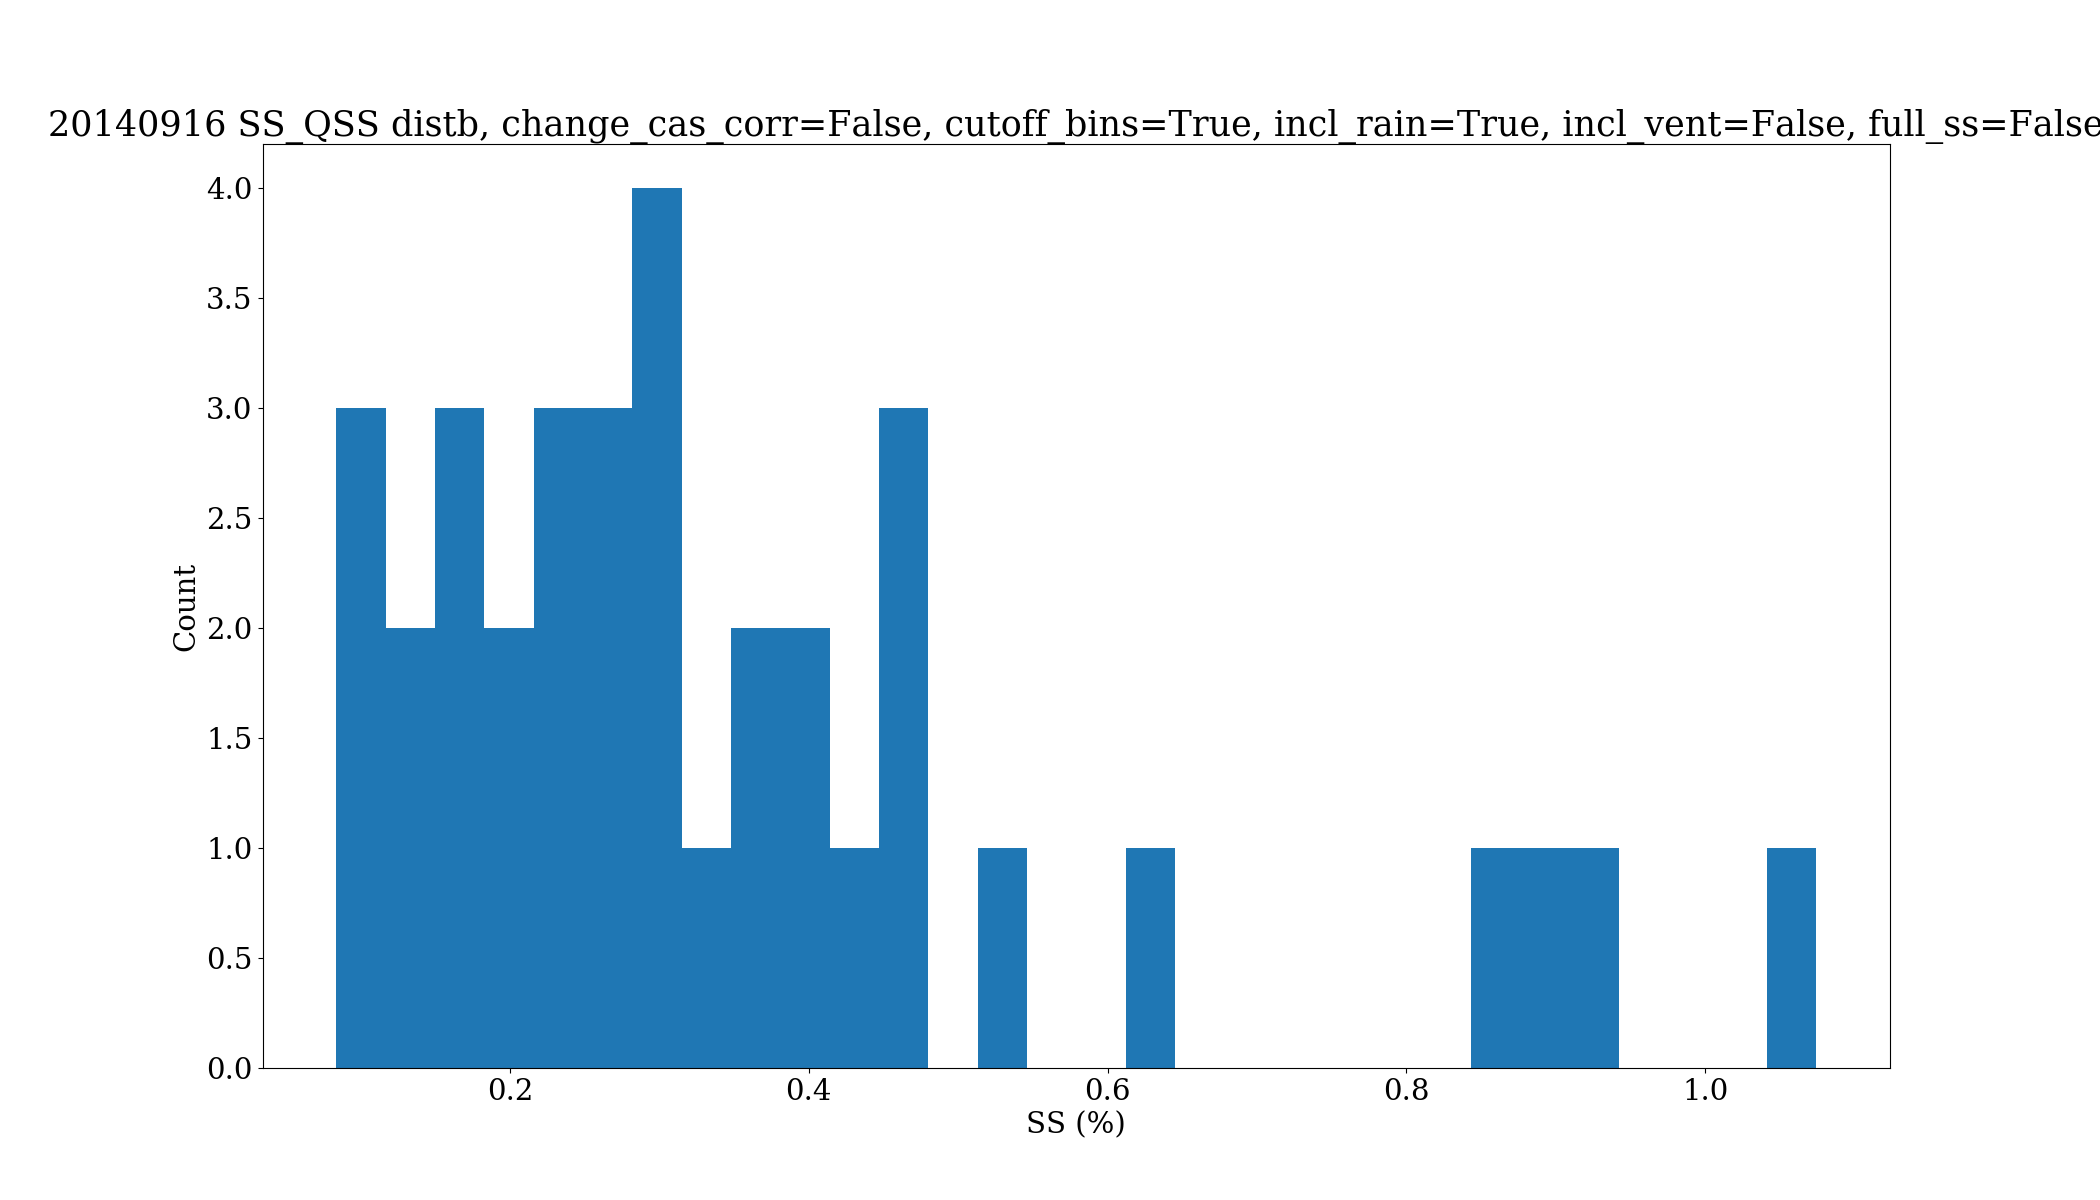 20140916 SS_QSS distb, change_cas_corr=False, cutoff_bins=True, incl_rain=True, incl_vent=False, full_ss=False
4.0
3.5
3.0
2.5
2.0
1.5
1.0
0.5
0.0
Count
0.2 0.4 0.6 0.8 1.0
SS (%)